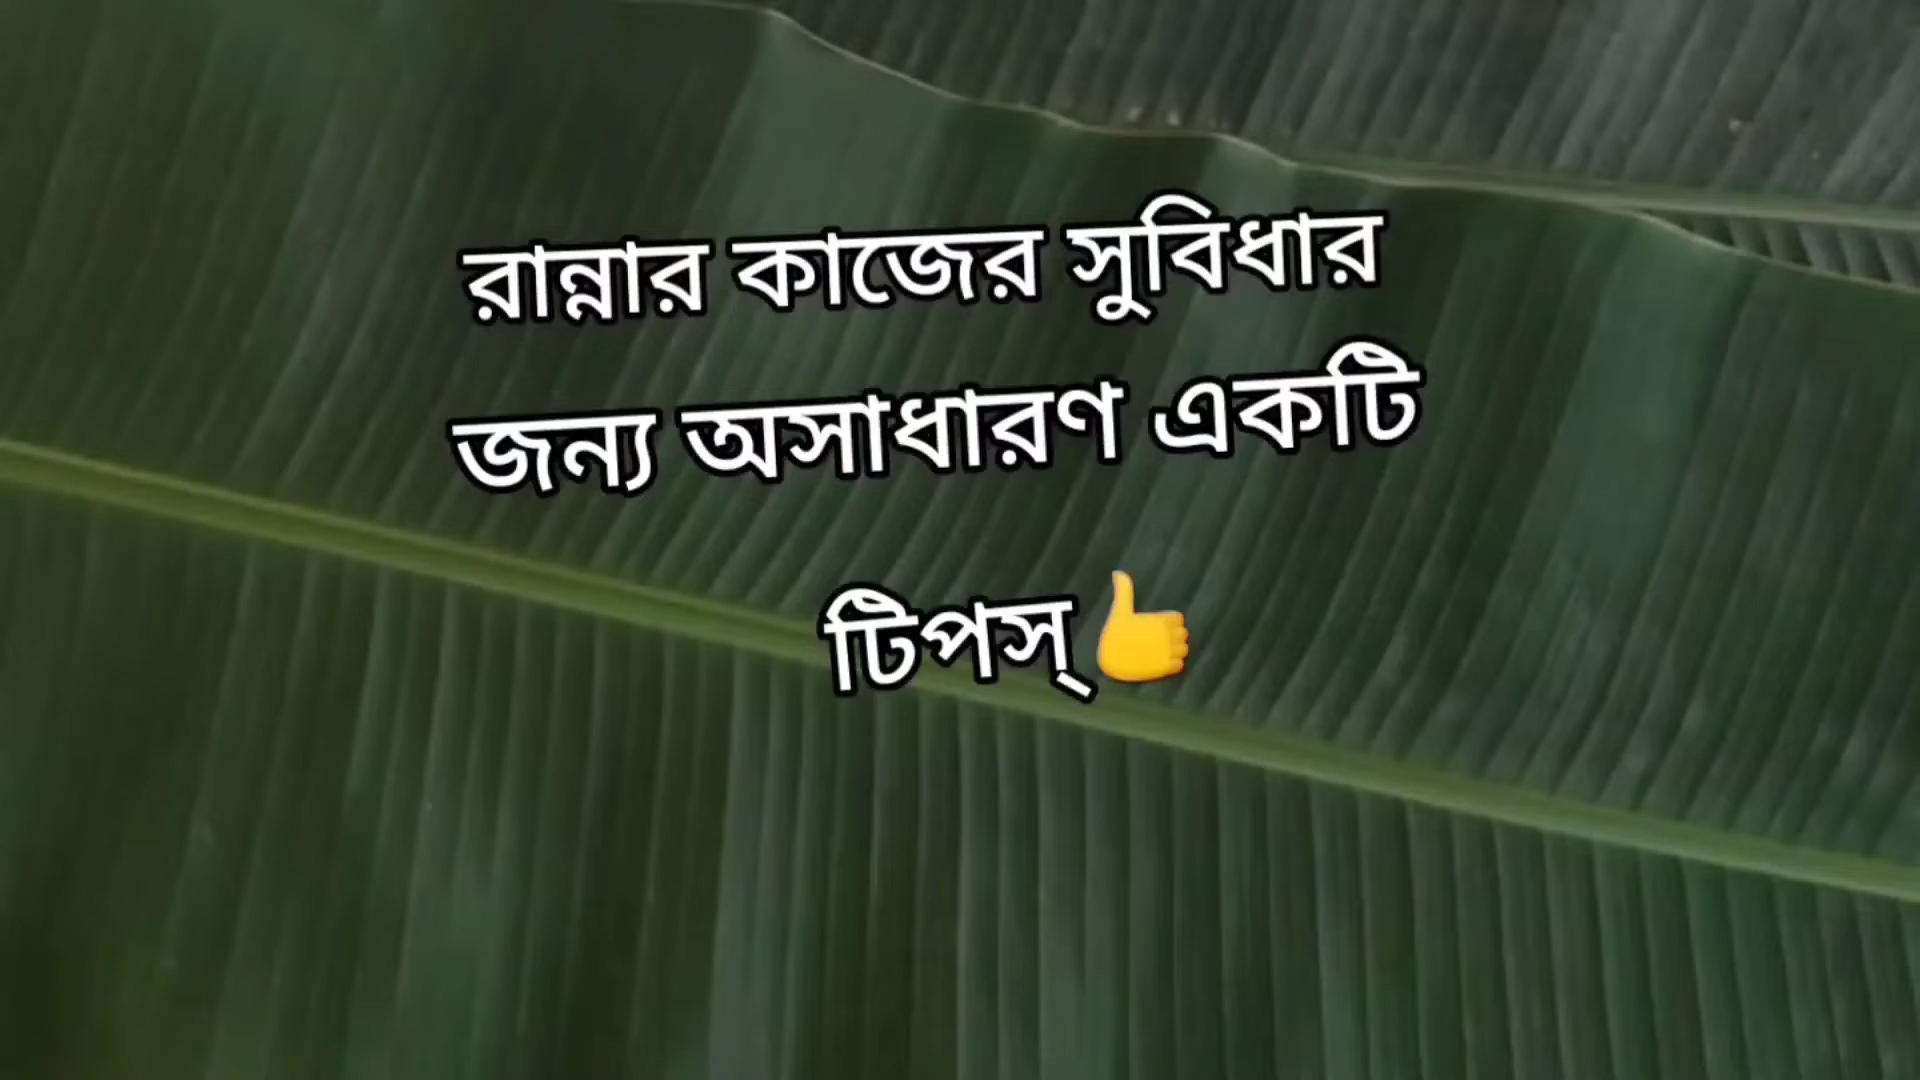 রান্নার কাজের সুবিধার
জন্য অসাধারণ একটি
টিপস্👍